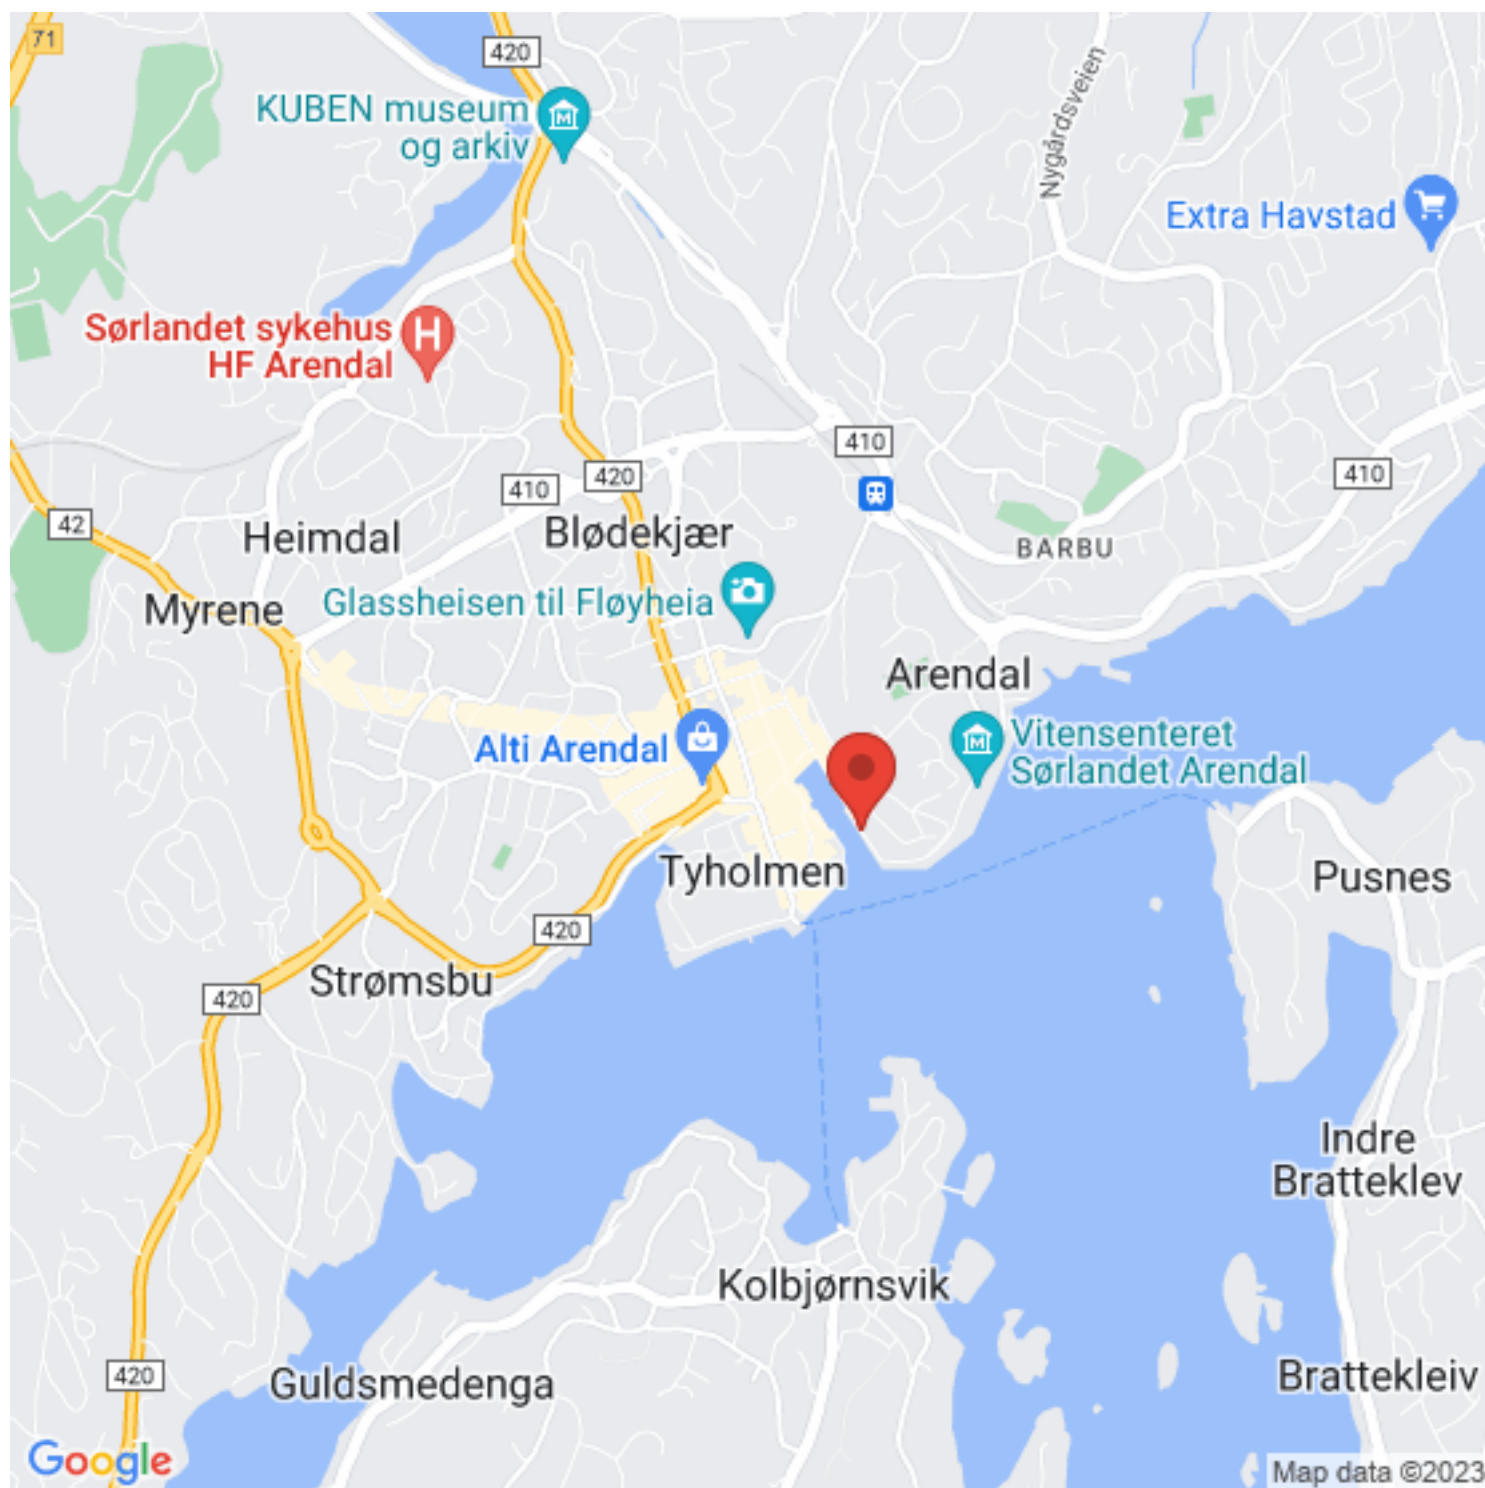 71
420
KUBEN museum
og arkiv
Nygårdsveien
Extra Havstad
Sørlandet sykehus
HF Arendal
H
410
420
410
410
42
Heimdal
Blødekjær
BARBU
Myrene
Glassheisen til Fløyheia
Arendal
Alti Arendal
Vitensenteret
Sørlandet Arendal
Tyholmen
Pusnes
420
Strømsbu
420
Indre
Bratteklev
Kolbjørnsvik
420
Guldsmedenga
Brattekleiv
Google
Map data ©2023